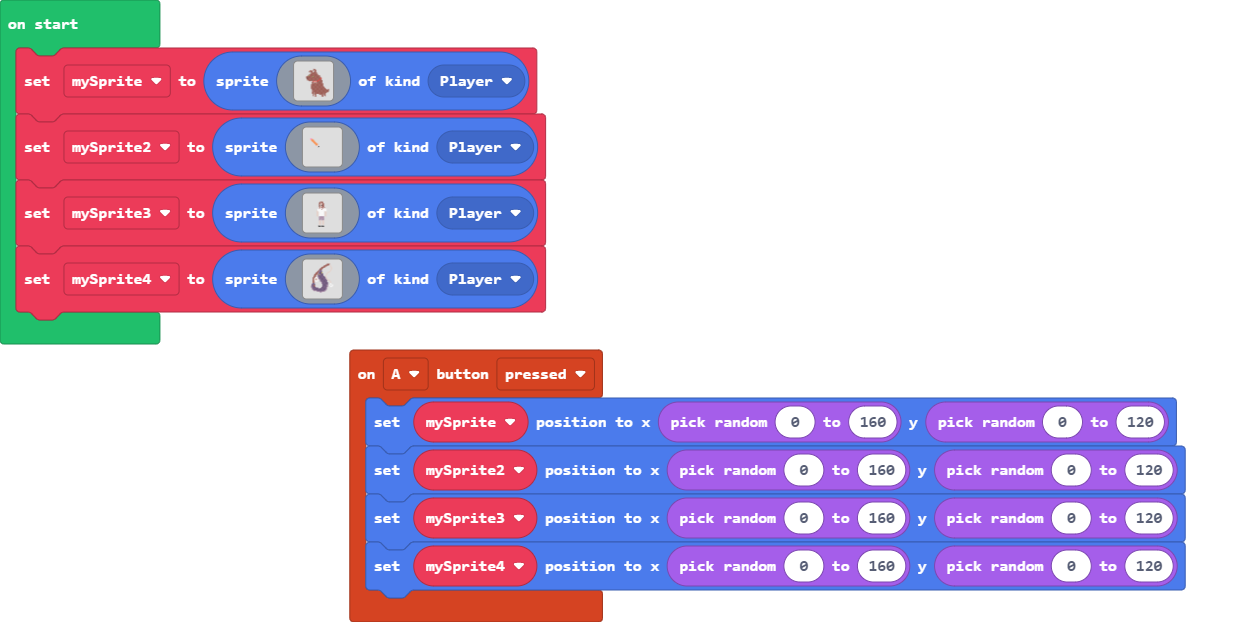 on start
set mySprite to sprite of kind Player
set mySprite2 to sprite of kind Player
set mySprite3 to sprite of kind Player
set mySprite4 to sprite of kind Player
on A button pressed
set mySprite position to x pick random 0 to 160 y pick random 0 to 120
set mySprite2 position to x pick random 0 to 160 y pick random 0 to 120
set mySprite3 position to x pick random 0 to 160 y pick random 0 to 120
set mySprite4 position to x pick random 0 to 160 y pick random 0 to 120